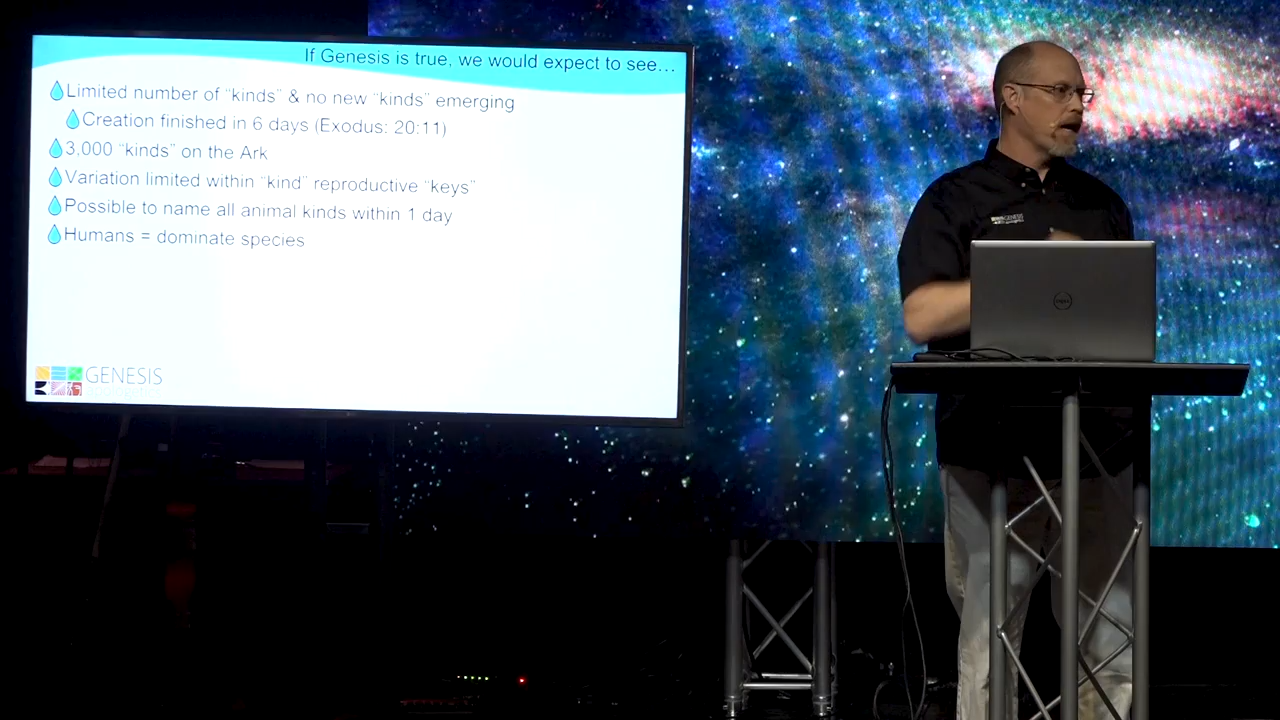 If Genesis is true, we would expect to see…
Limited number of “kinds” & no new “kinds” emerging
Creation finished in 6 days (Exodus: 20:11)
3,000 “kinds” on the Ark
Variation limited within “kind” reproductive “keys”
Possible to name all animal kinds within 1 day
Humans = dominate species
GENESIS
GENESIS
DELL